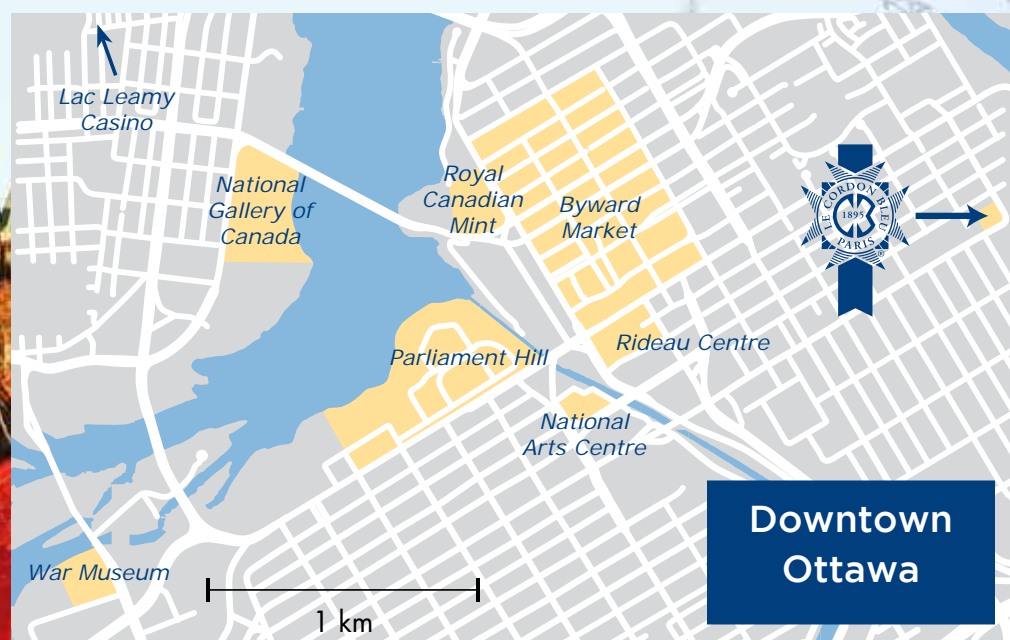 Lac Leamy
Casino
National
Gallery of
Canada
Royal
Canadian
Mint
Byward
Market
LE CORDON BLEU
1895
PARIS
®
Parliament Hill
Rideau Centre
National
Arts Centre
War Museum
1 km
Downtown
Ottawa